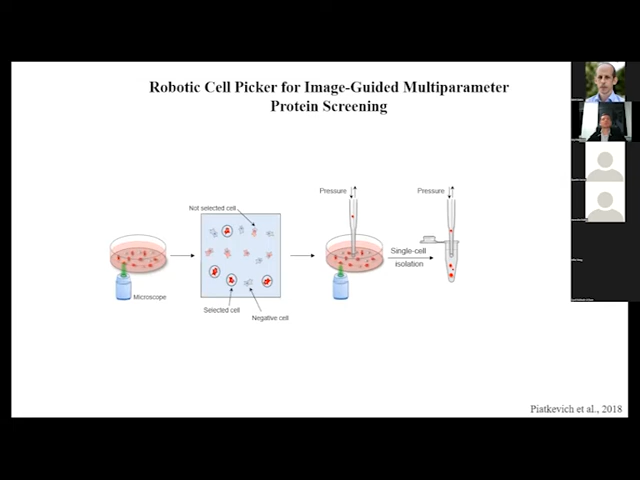 Robotic Cell Picker for Image-Guided Multiparameter
Protein Screening
Pressure
Pressure
Not selected cell
Single-cell
isolation
Microscope
Selected cell
Negative cell
Piatkevich et al., 2018